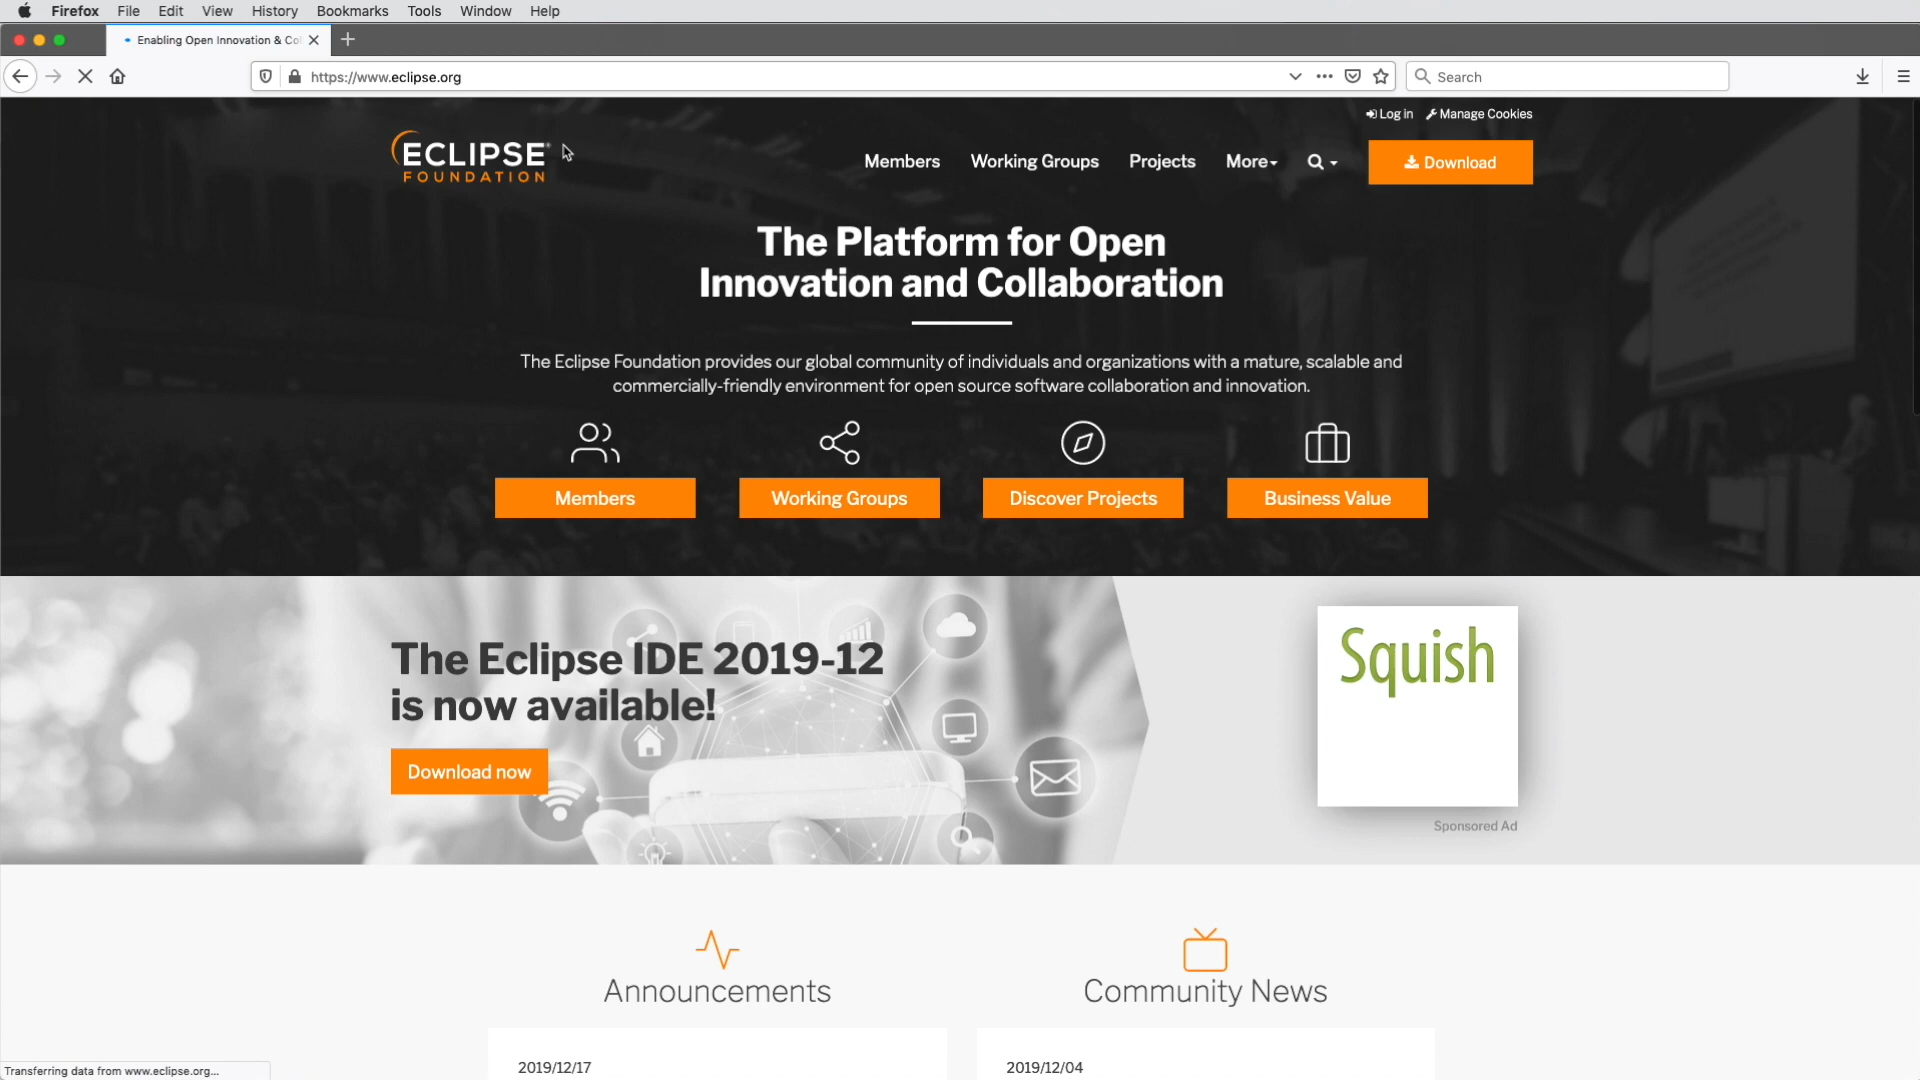 Firefox File Edit View History Bookmarks Tools Window Help
Enabling Open Innovation & Co
https://www.eclipse.org
Search
Log in Manage Cookies
ECLIPSE
FOUNDATION
Members Working Groups Projects More Download
The Platform for Open
Innovation and Collaboration
The Eclipse Foundation provides our global community of individuals and organizations with a mature, scalable and
commercially-friendly environment for open source software collaboration and innovation.
Members Working Groups Discover Projects Business Value
The Eclipse IDE 2019-12
is now available!
Download now
Squish
Sponsored Ad
Announcements
Community News
2019/12/17
2019/12/04
Transferring data from www.eclipse.org...